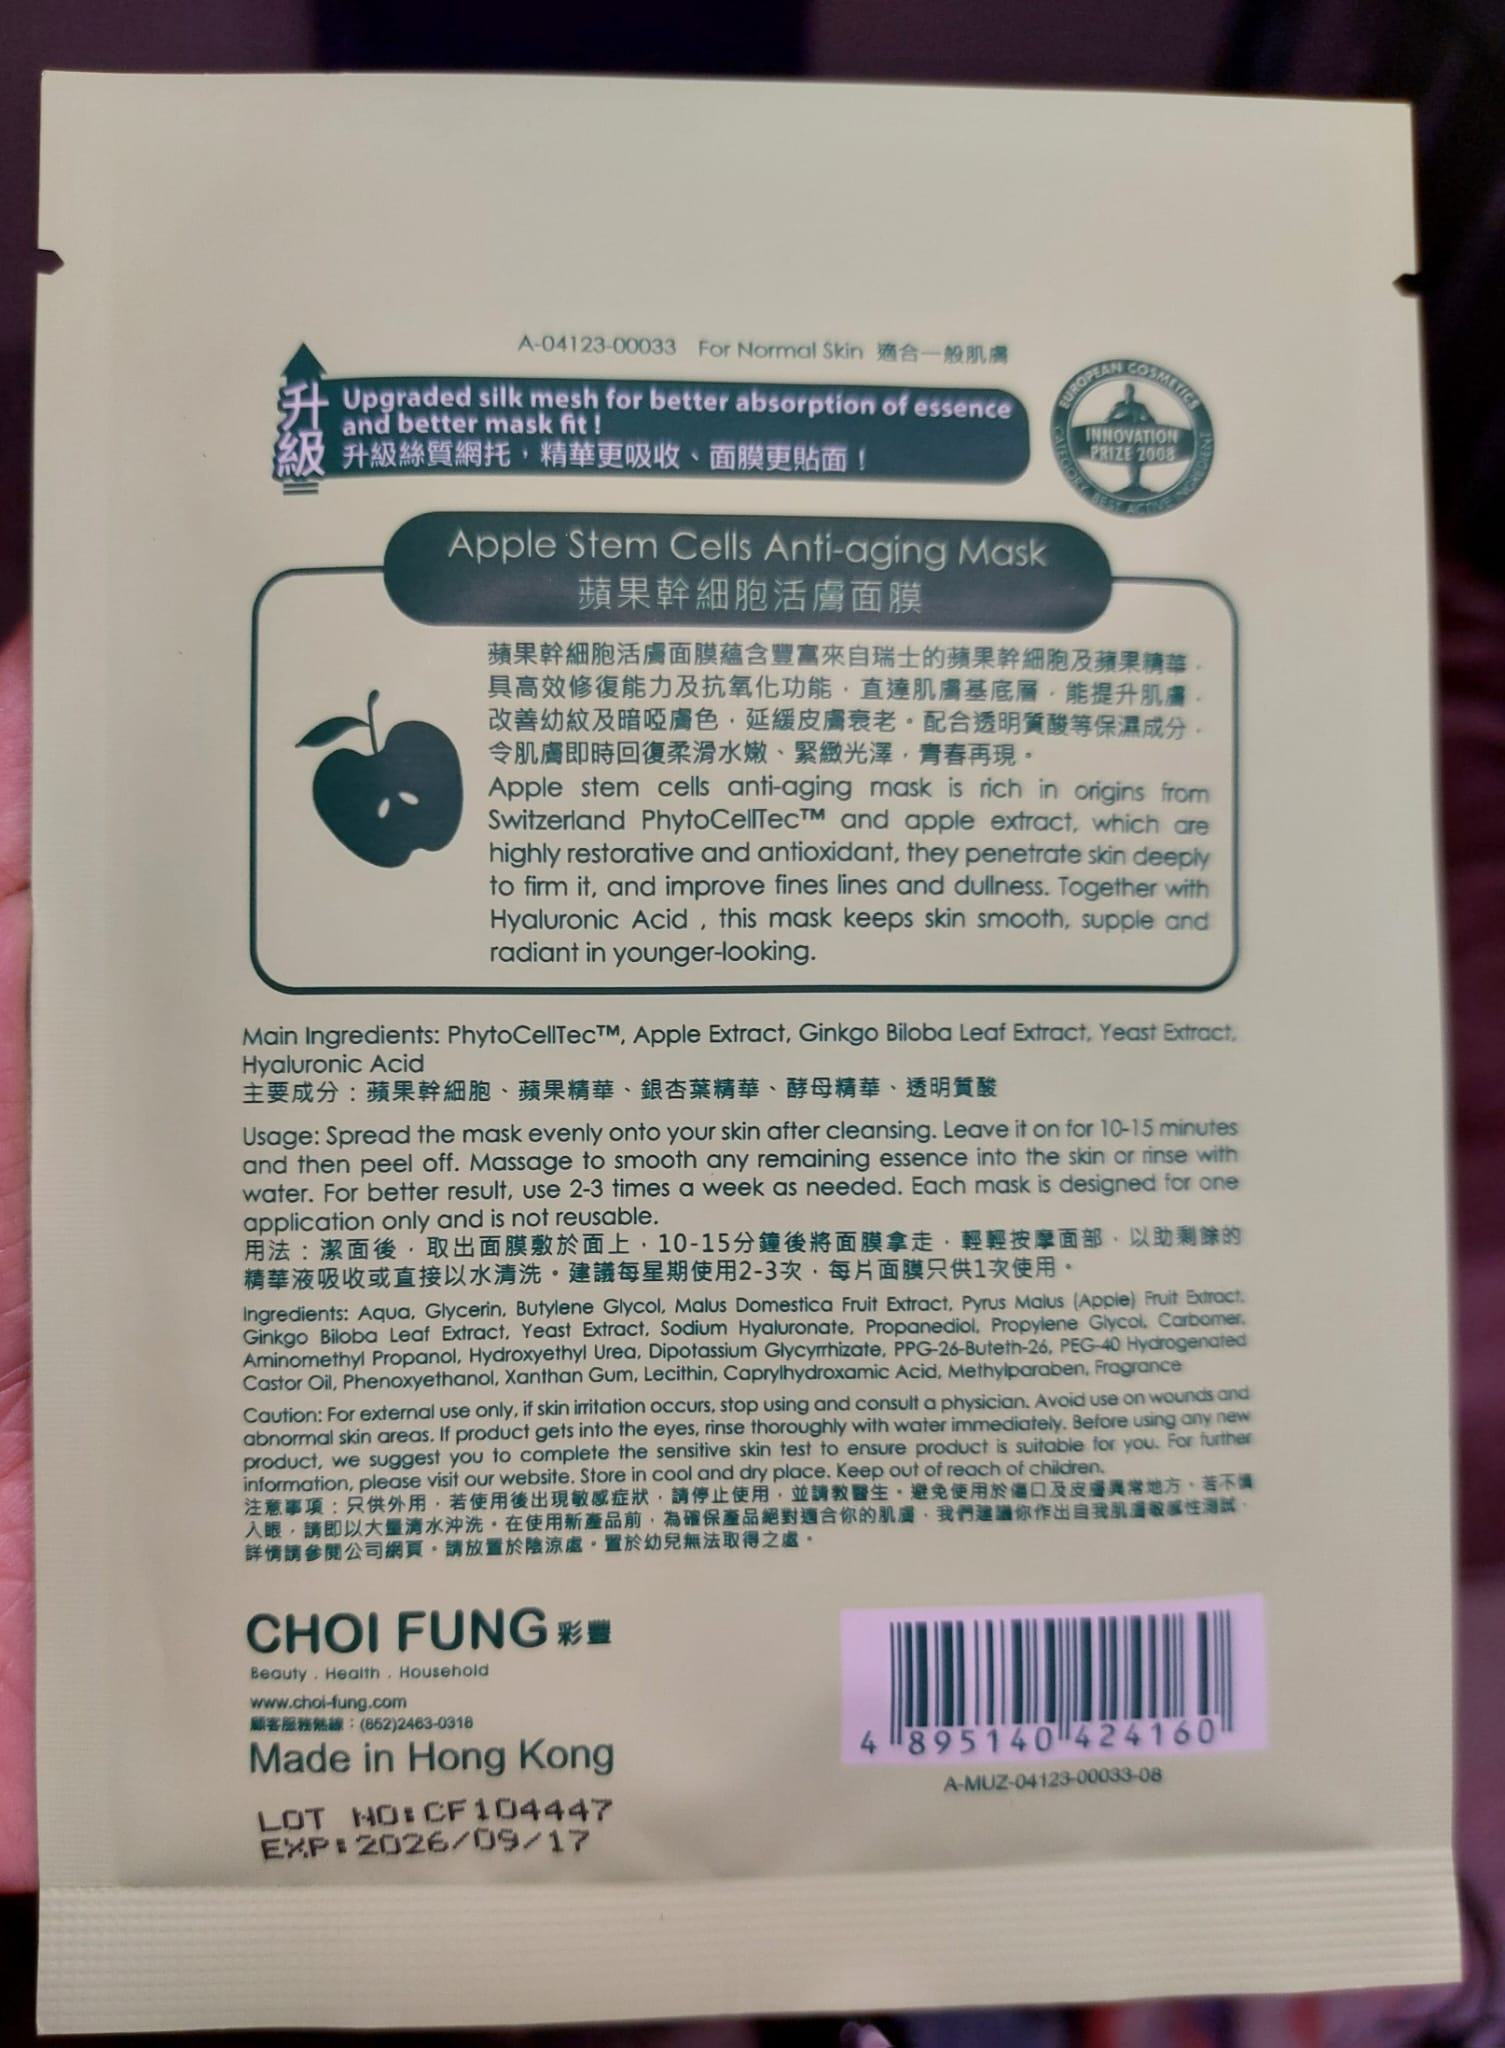 A-04123-00033 For Normal Skin 適合一般肌膚
升級
Upgraded silk mesh for better absorption of essence
and better mask fit !
升級絲質網托，精華更吸收、面膜更貼面！
EUROPEAN COSMETICS
INNOVATION
PRIZE 2008
CATEGORY BEST ACTIVE INGREDIENT
Apple Stem Cells Anti-aging Mask
蘋果幹細胞活膚面膜
蘋果幹細胞活膚面膜蘊含豐富來自瑞士的蘋果幹細胞及蘋果精華，
具高效修復能力及抗氧化功能，直達肌膚基底層，能提升肌膚，
改善幼紋及暗啞膚色，延緩皮膚衰老。配合透明質酸等保濕成分，
令肌膚即時回復柔滑水嫩、緊緻光澤，青春再現。
Apple stem cells anti-aging mask is rich in origins from
Switzerland PhytoCellTec™ and apple extract, which are
highly restorative and antioxidant, they penetrate skin deeply
to firm it, and improve fines lines and dullness. Together with
Hyaluronic Acid , this mask keeps skin smooth, supple and
radiant in younger-looking.
Main Ingredients: PhytoCellTec™, Apple Extract, Ginkgo Biloba Leaf Extract, Yeast Extract,
Hyaluronic Acid
主要成分：蘋果幹細胞、蘋果精華、銀杏葉精華、酵母精華、透明質酸
Usage: Spread the mask evenly onto your skin after cleansing. Leave it on for 10-15 minutes
and then peel off. Massage to smooth any remaining essence into the skin or rinse with
water. For better result, use 2-3 times a week as needed. Each mask is designed for one
application only and is not reusable.
用法：潔面後，取出面膜敷於面上，10-15分鐘後將面膜拿走，輕輕按摩面部，以助剩餘的
精華液吸收或直接以水清洗。建議每星期使用2-3次，每片面膜只供1次使用。
Ingredients: Aqua, Glycerin, Butylene Glycol, Malus Domestica Fruit Extract, Pyrus Malus (Apple) Fruit Extract,
Ginkgo Biloba Leaf Extract, Yeast Extract, Sodium Hyaluronate, Propanediol, Propylene Glycol, Carbomer,
Aminomethyl Propanol, Hydroxyethyl Urea, Dipotassium Glycyrrhizate, PPG-26-Buteth-26, PEG-40 Hydrogenated
Castor Oil, Phenoxyethanol, Xanthan Gum, Lecithin, Caprylhydroxamic Acid, Methylparaben, Fragrance
Caution: For external use only, if skin irritation occurs, stop using and consult a physician. Avoid use on wounds and
abnormal skin areas. If product gets into the eyes, rinse thoroughly with water immediately. Before using any new
product, we suggest you to complete the sensitive skin test to ensure product is suitable for you. For further
information, please visit our website. Store in cool and dry place. Keep out of reach of children.
注意事項：只供外用，若使用後出現敏感症狀，請停止使用，並請教醫生。避免使用於傷口及皮膚異常地方。若不慎
入眼，請即以大量清水沖洗。在使用新產品前，為確保產品絕對適合你的肌膚，我們建議你作出自我肌膚敏感性測試，
詳情請參閱公司網頁。請放置於陰涼處。置於幼兒無法取得之處。
CHOI FUNG 彩豐
Beauty . Health . Household
www.choi-fung.com
顧客服務熱線：(852)2463-0318
Made in Hong Kong
LOT NO:CF104447
EXP:2026/09/17
4 895140 424160
A-MUZ-04123-00033-08